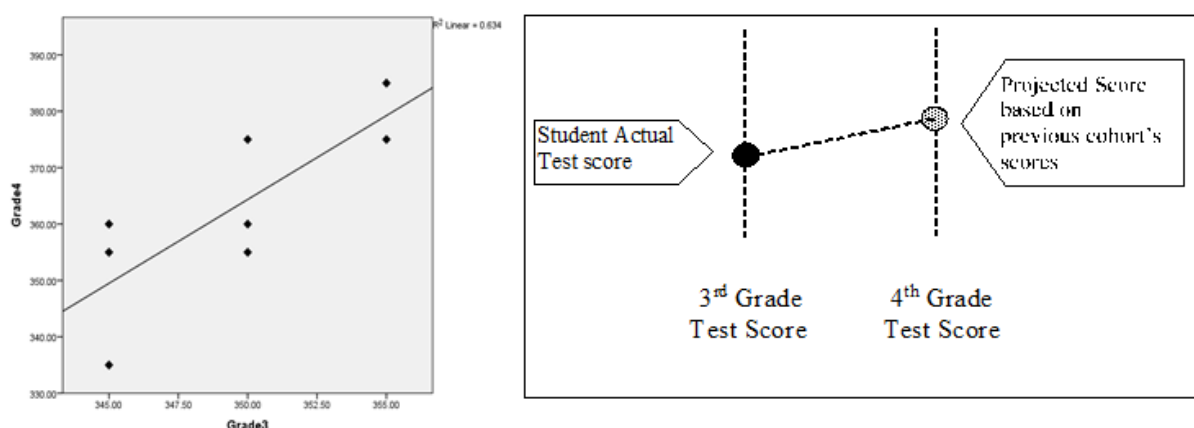 R² Linear = 0.634
390.00
380.00
370.00
360.00
350.00
340.00
330.00
Grade4
345.00 347.50 350.00 352.50 355.00
Grade3
Student Actual
Test score
Projected Score
based on
previous cohort's
scores
3rd Grade
Test Score
4th Grade
Test Score